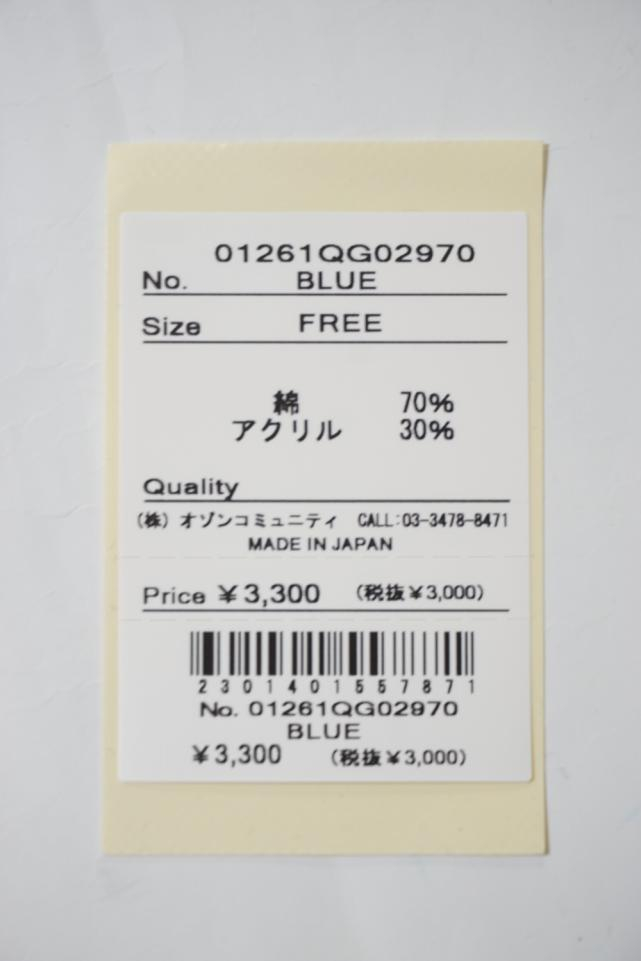 01261QG02970
No. BLUE
Size FREE
綿 70%
アクリル 30%
Quality
(株) オゾンコミュニティ CALL:03-3478-8471
MADE IN JAPAN
Price ¥3,300 (税抜¥3,000)
2301401557871
No. 01261QG02970
BLUE
¥3,300 (税抜¥3,000)